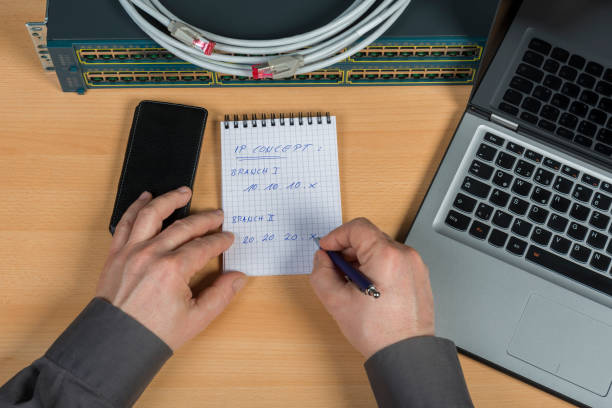 IP CONCEPT:
BRANCH I
10.10.10.x
BRANCH II
20.20.20.x